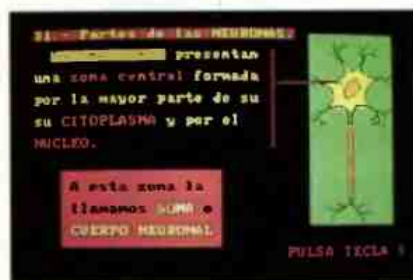 - Partes de las NEURONAS.
presentan
una zona central formada
por la mayor parte de su
su CITOPLASMA y por el
NUCLEO.
A esta zona la
llamamos SOMA o
CUERPO NEURONAL
PULSA TECLA